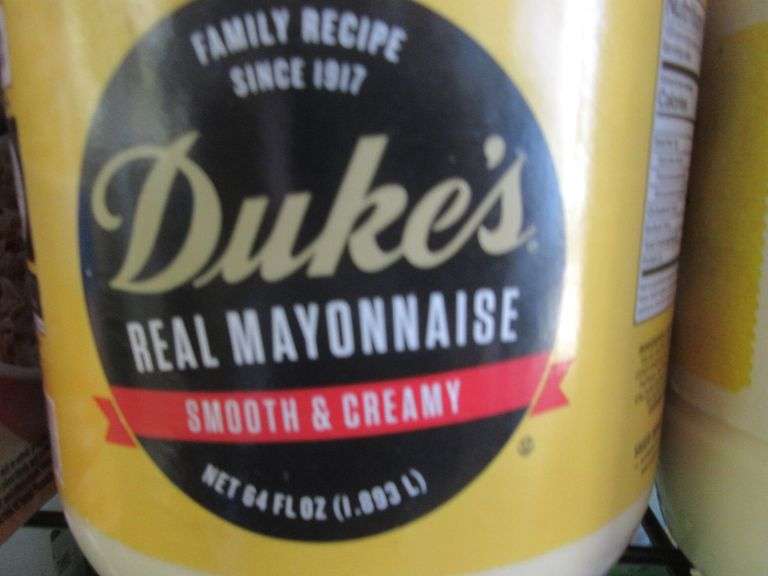 FAMILY RECIPE
SINCE 1917
Duke's
REAL MAYONNAISE
SMOOTH & CREAMY
NET 64 FL OZ (1.893 L)